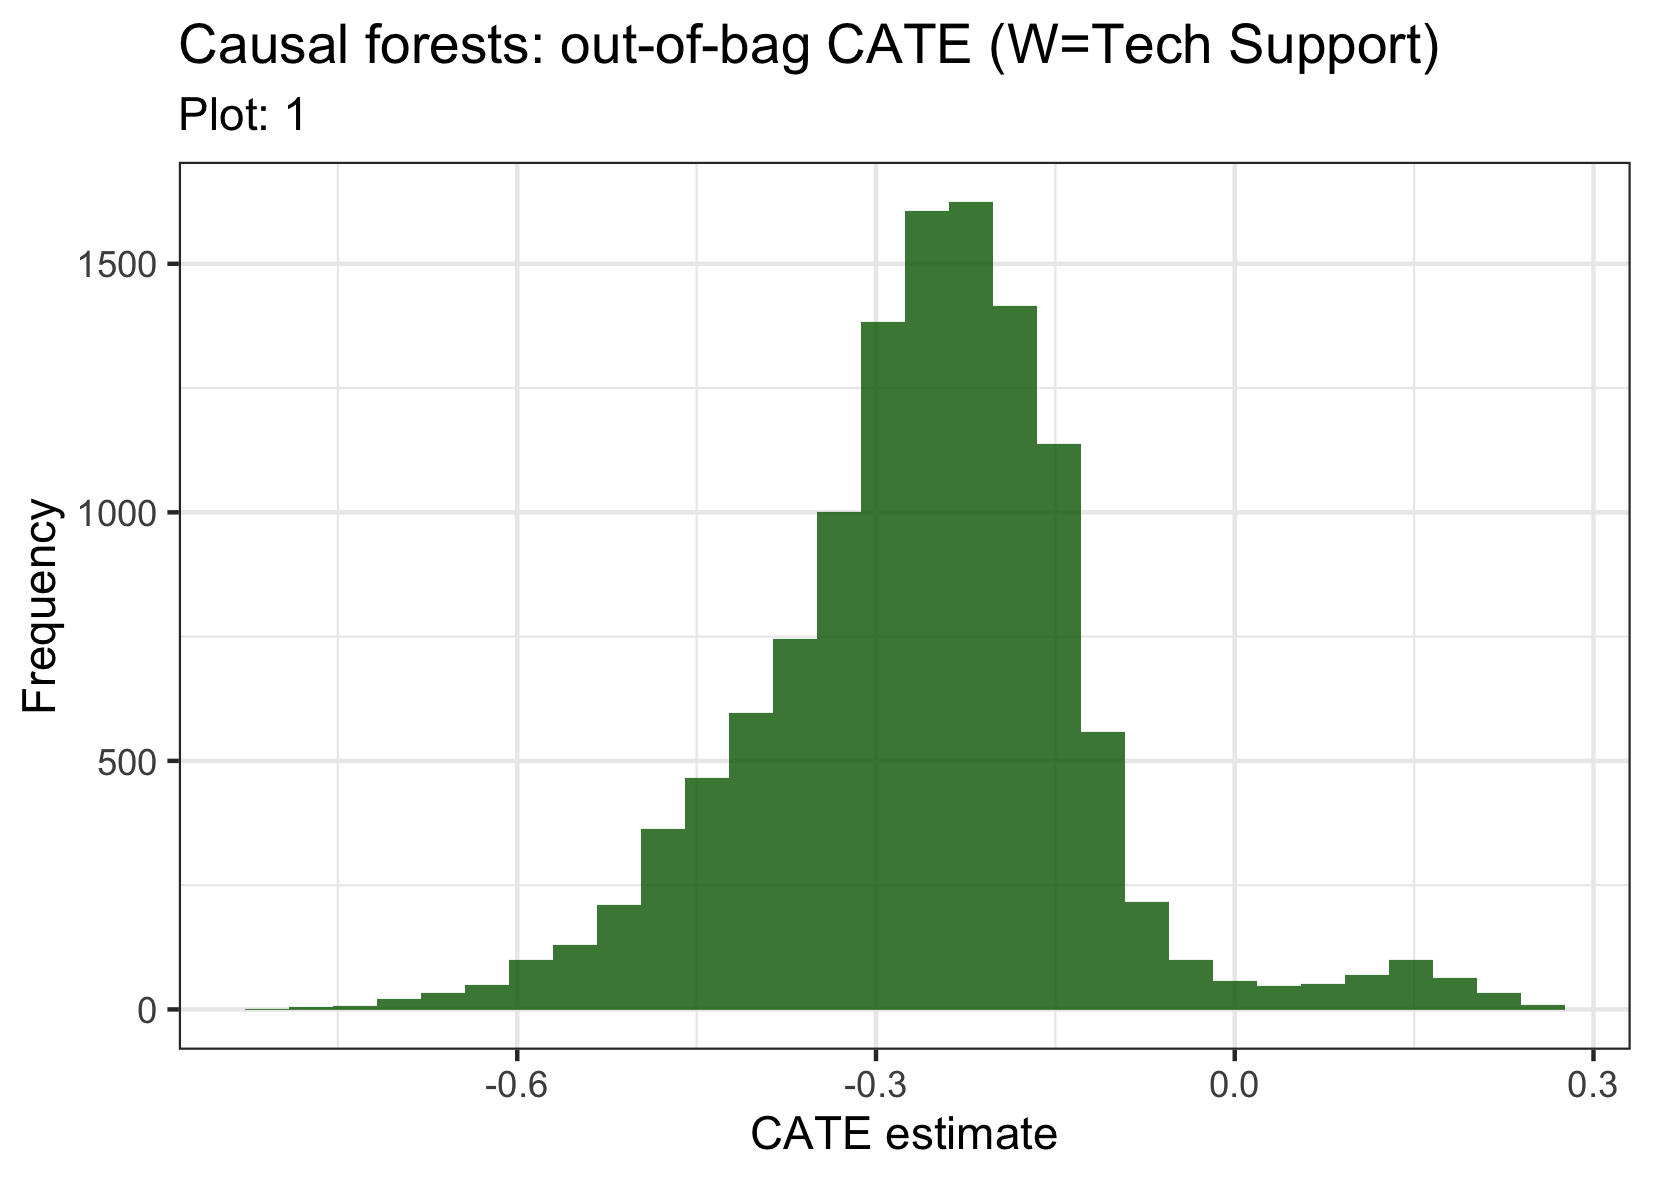 Causal forests: out-of-bag CATE (W=Tech Support)
Plot: 1
Frequency
1500
1000
500
0
-0.6
-0.3
0.0
0.3
CATE estimate